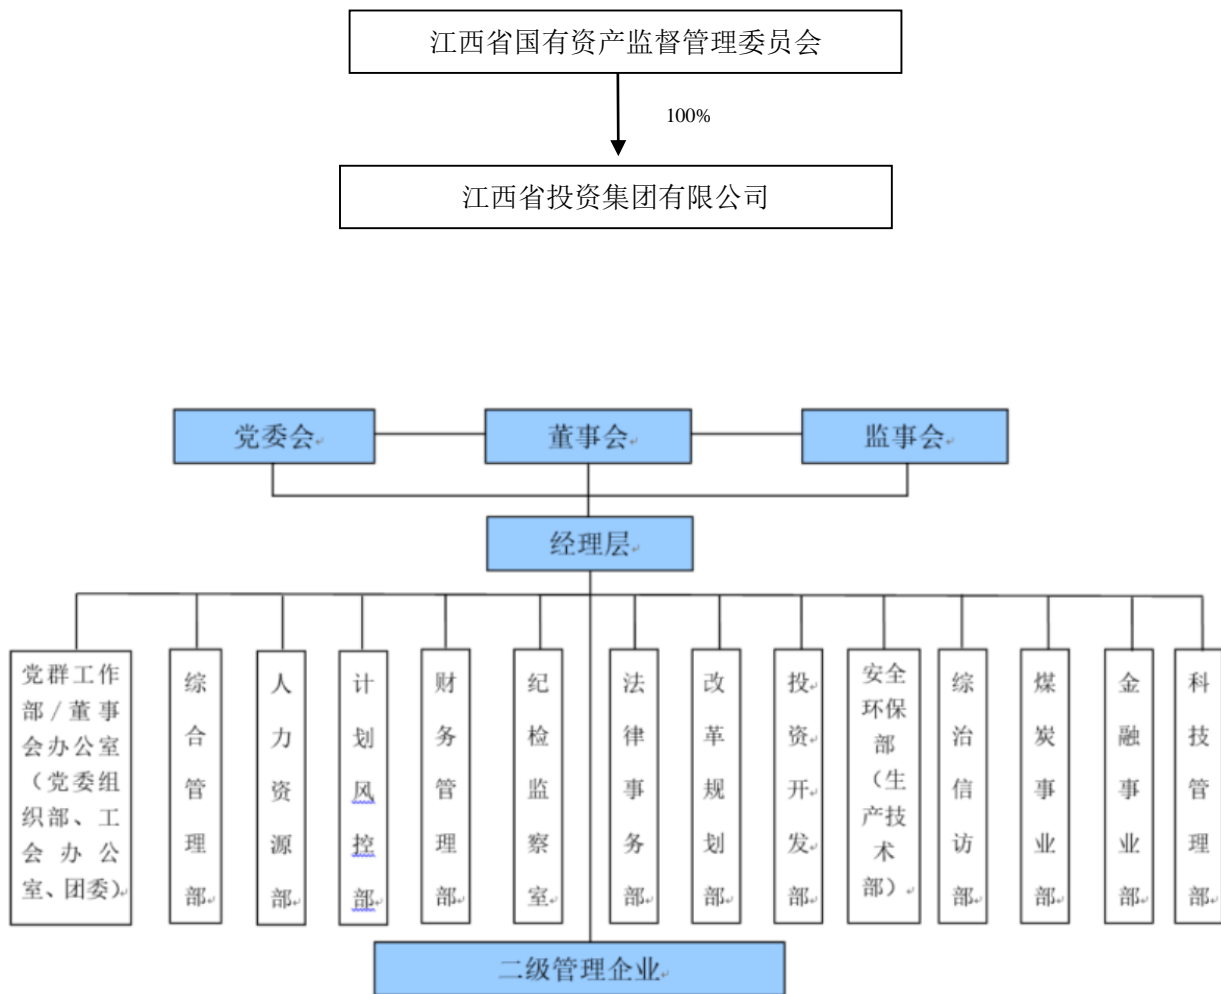 江西省国有资产监督管理委员会
100%
江西省投资集团有限公司
党委会
董事会
监事会
经理层
党群工作
部/董事
会办公室
（党委组
织部、工
会办公
室、团委）
综合管理部
人力资源部
计划风控部
财务管理部
纪检监察室
法律事务部
改革规划部
投资开发部
安全
环保
部
（生
产技
术
部）
综治信访部
煤炭事业部
金融事业部
科技管理部
二级管理企业